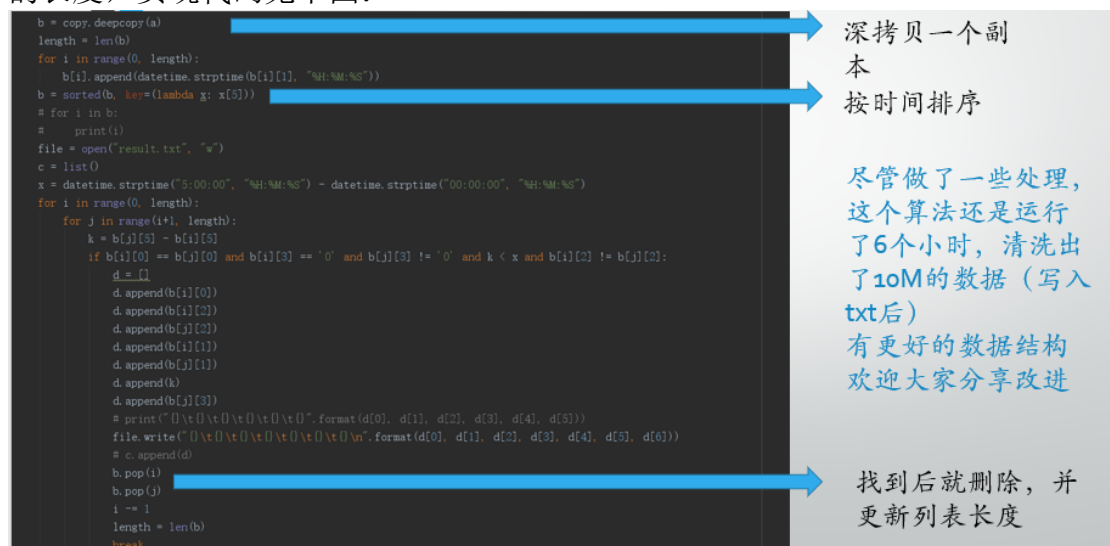 b = copy.deepcopy(a)
length = len(b)
for i in range(0, length):
b[i].append(datetime.strptime(b[i][1], "%H:%M:%S"))
b = sorted(b, key=(lambda x: x[5]))
# for i in b:
#     print(i)
file = open("result.txt", "w")
c = list()
x = datetime.strptime("5:00:00", "%H:%M:%S") - datetime.strptime("00:00:00", "%H:%M:%S")
for i in range(0, length):
for j in range(i+1, length):
k = b[j][5] - b[i][5]
if b[i][0] == b[j][0] and b[i][3] == '0' and b[j][3] != '0' and k < x and b[i][2] != b[j][2]:
d = []
d.append(b[i][0])
d.append(b[i][2])
d.append(b[j][2])
d.append(b[i][1])
d.append(b[j][1])
d.append(k)
d.append(b[j][3])
# print("{}\t{}\t{}\t{}\t{}\t{}".format(d[0], d[1], d[2], d[3], d[4], d[5]))
file.write("{}\t{}\t{}\t{}\t{}\t{}\t{}\n".format(d[0], d[1], d[2], d[3], d[4], d[5], d[6]))
# c.append(d)
b.pop(i)
b.pop(j)
i -= 1
length = len(b)
break
深拷贝一个副
本
按时间排序
尽管做了一些处理，
这个算法还是运行
了6个小时，清洗出
了10M的数据（写入
txt后）
有更好的数据结构
欢迎大家分享改进
找到后就删除，并
更新列表长度